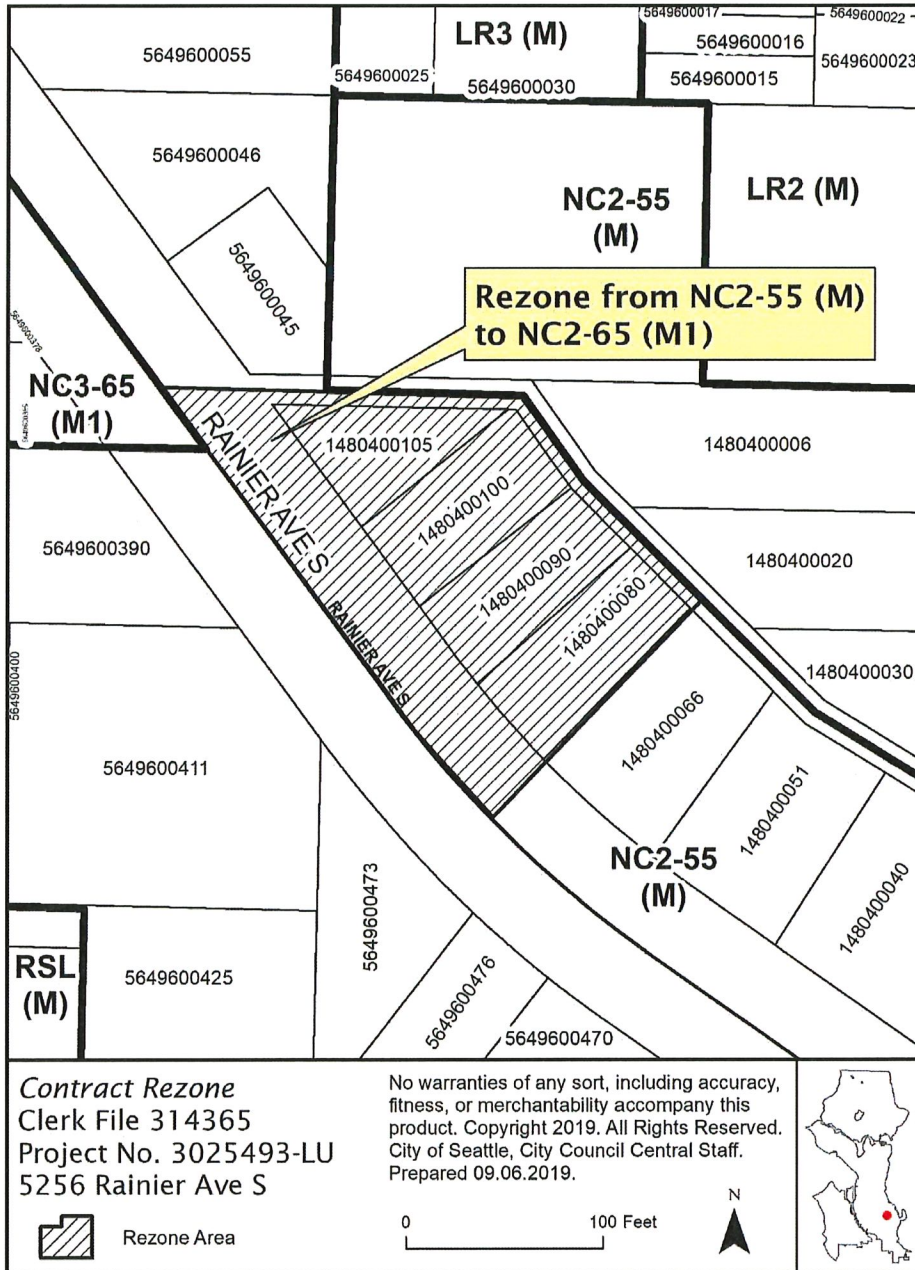 5649600055
LR3 (M)
5649600025
5649600030
5649600017
5649600016
5649600015
5649600022
5649600023
5649600046
5649600045
NC2-55
(M)
LR2 (M)
Rezone from NC2-55 (M)
to NC2-65 (M1)
5649600378
NC3-65
(M1)
RAINIER AVE S
1480400105
1480400100
1480400090
1480400080
1480400006
1480400020
1480400030
5649600390
RAINIER AVE S
5649600400
5649600411
1480400066
1480400051
1480400040
NC2-55
(M)
5649600473
RSL
(M)
5649600425
5649600476
5649600470
Contract Rezone
Clerk File 314365
Project No. 3025493-LU
5256 Rainier Ave S
Rezone Area
No warranties of any sort, including accuracy,
fitness, or merchantability accompany this
product. Copyright 2019. All Rights Reserved.
City of Seattle, City Council Central Staff.
Prepared 09.06.2019.
0 100 Feet
N